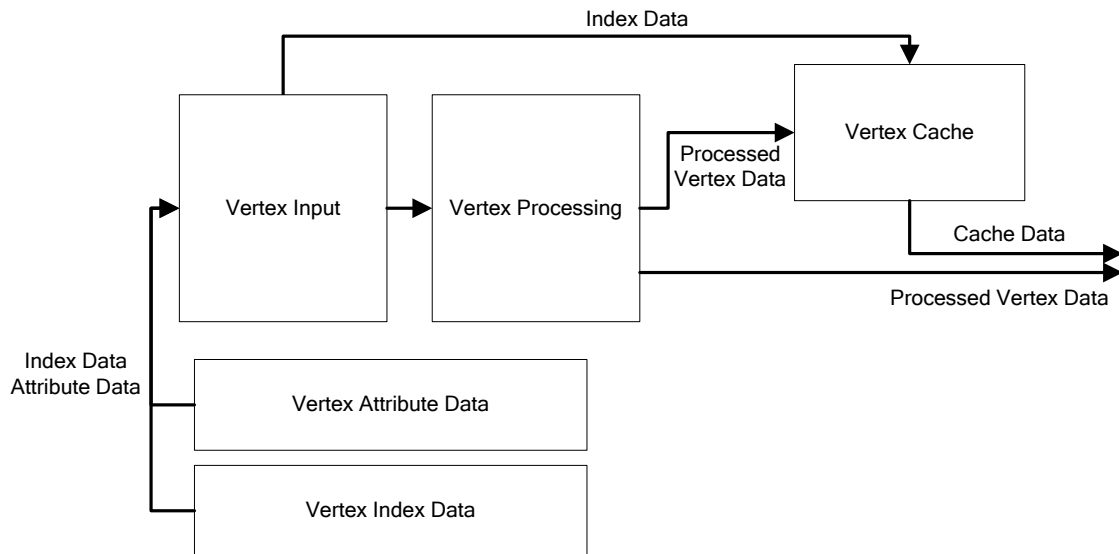 Index Data
Vertex Input
Vertex Processing
Processed
Vertex Data
Vertex Cache
Cache Data
Processed Vertex Data
Index Data
Attribute Data
Vertex Attribute Data
Vertex Index Data